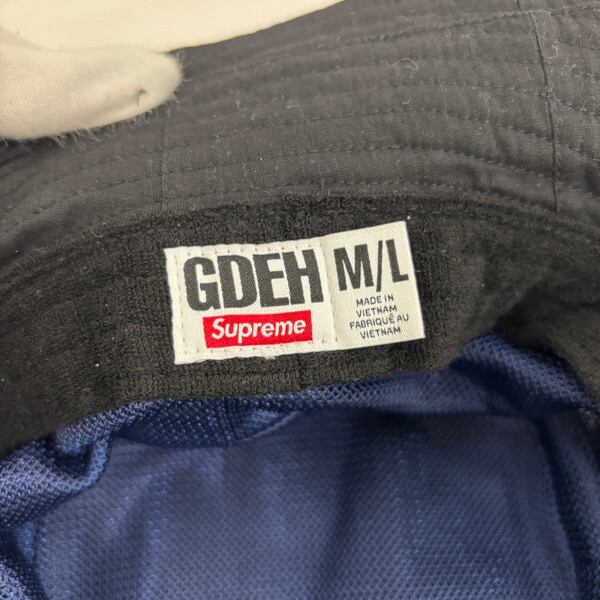 GDEH
Supreme
M/L
MADE IN
VIETNAM
FABRIQUÉ AU
VIETNAM